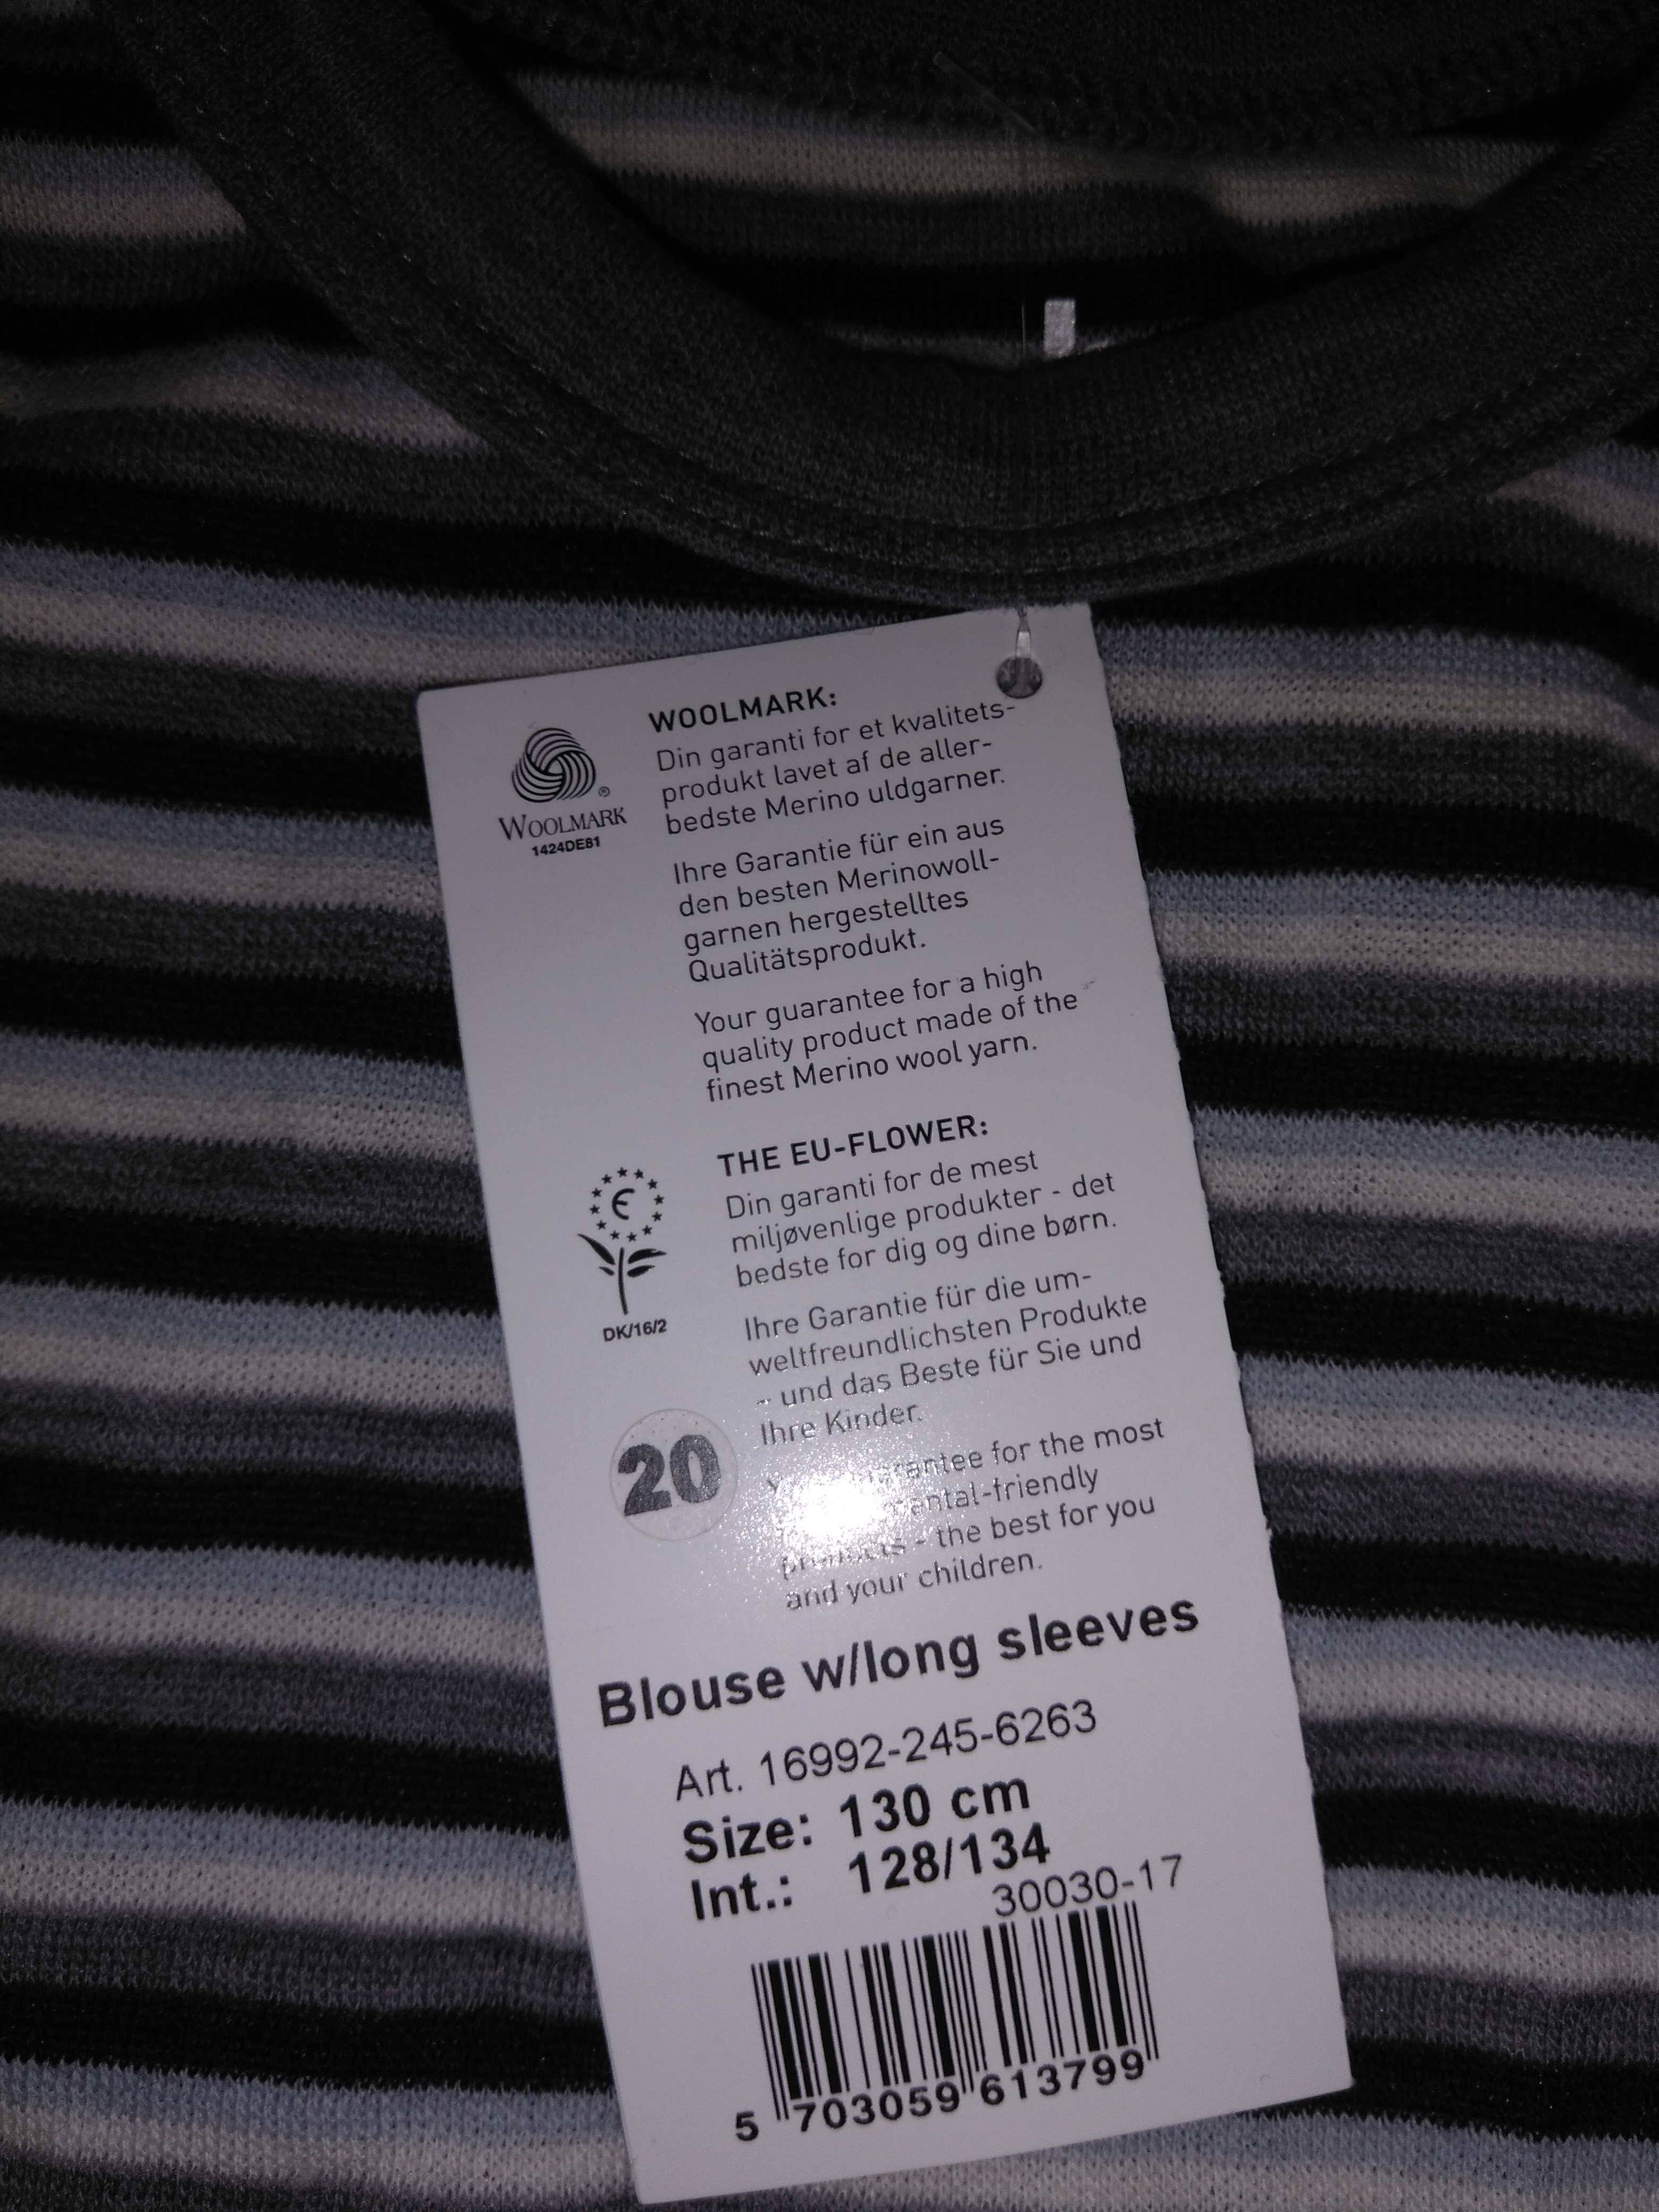 WOOLMARK:
Din garanti for et kvalitets-
produkt lavet af de aller-
bedste Merino uldgarner.
WOOLMARK
1424DE81
Ihre Garantie für ein aus
den besten Merinowoll-
garnen hergestelltes
Qualitätsprodukt.
Your guarantee for a high
quality product made of the
finest Merino wool yarn.
THE EU-FLOWER:
Din garanti for de mest
miljøvenlige produkter - det
bedste for dig og dine børn.
DK/16/2
Ihre Garantie für die um-
weltfreundlichsten Produkte
- und das Beste für Sie und
Ihre Kinder.
20
for the most
products - the best for you
and your children.
Blouse w/long sleeves
Art. 16992-245-6263
Size: 130 cm
Int.: 128/134
30030-17
5 703059 613799